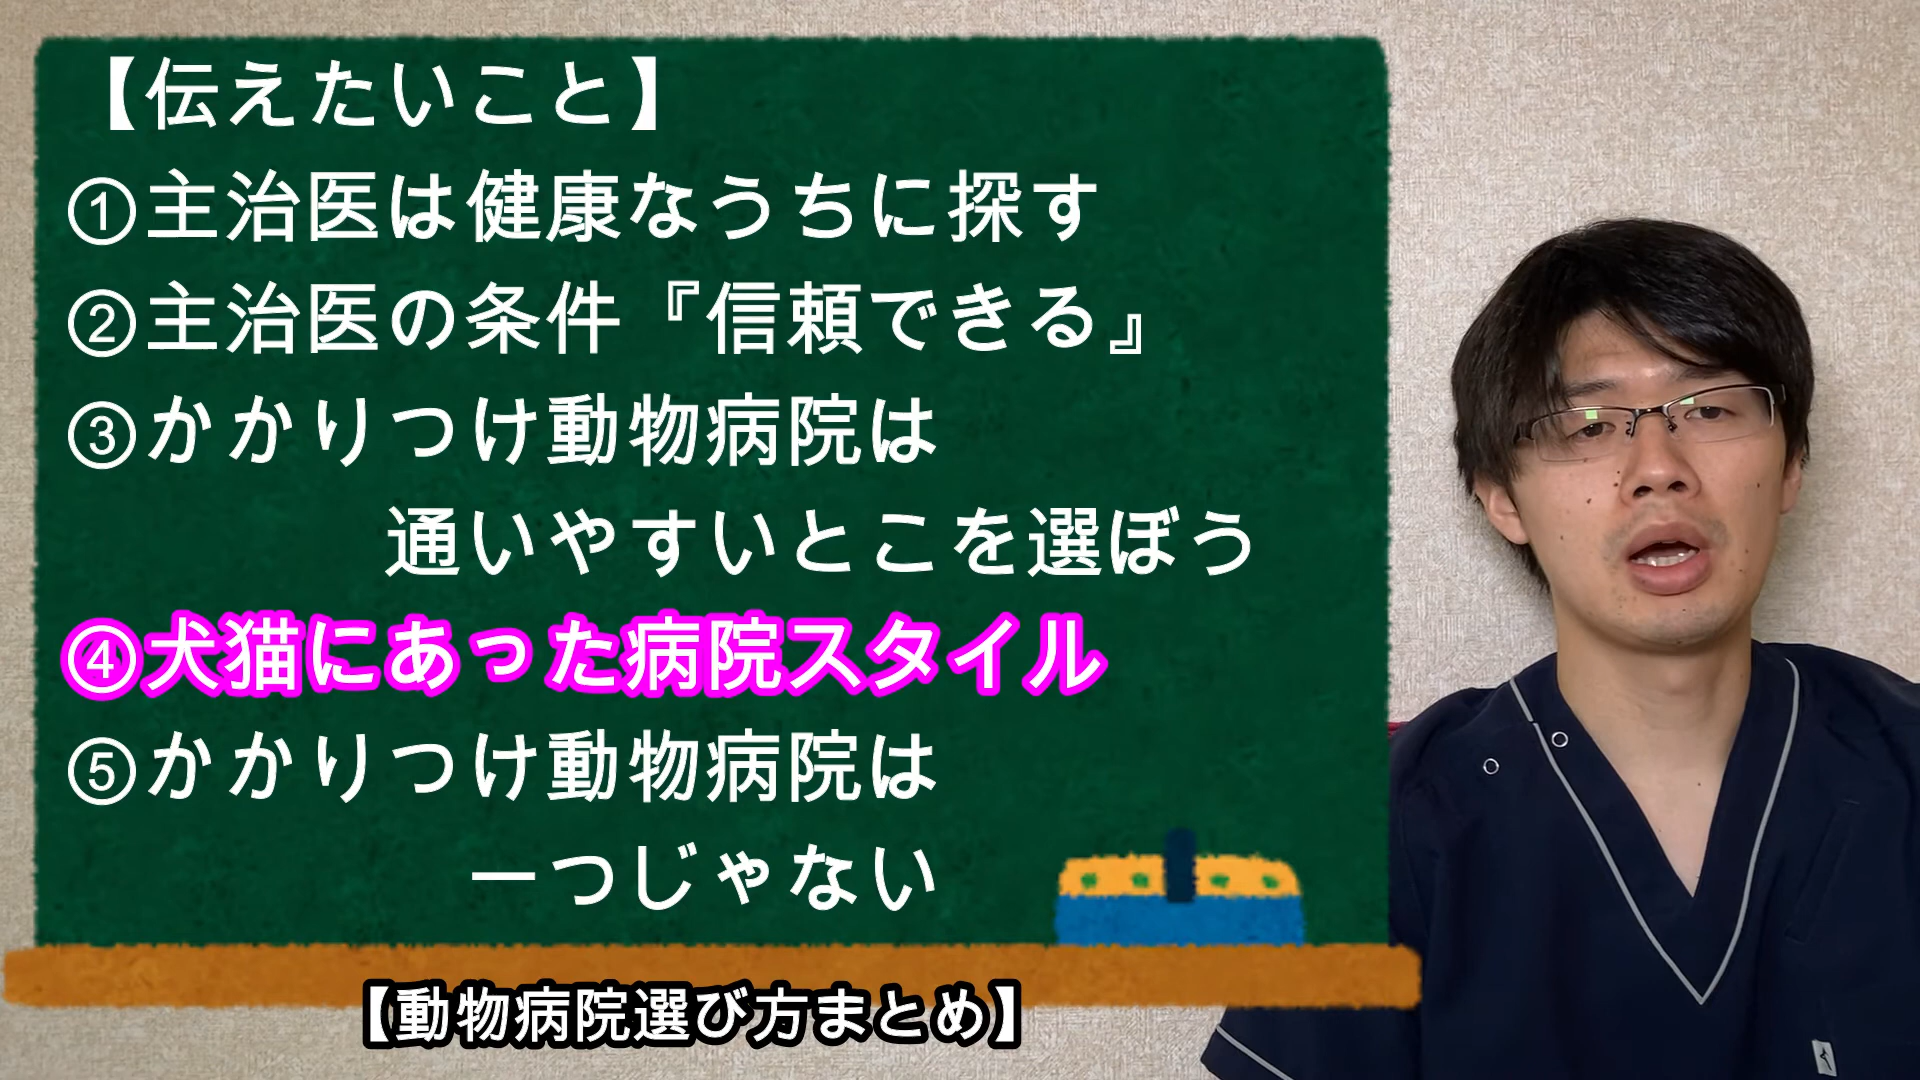 【伝えたいこと】
①主治医は健康なうちに探す
②主治医の条件『信頼できる』
③かかりつけ動物病院は
通いやすいとこを選ぼう
④犬猫にあった病院スタイル
⑤かかりつけ動物病院は
一つじゃない
【動物病院選び方まとめ】